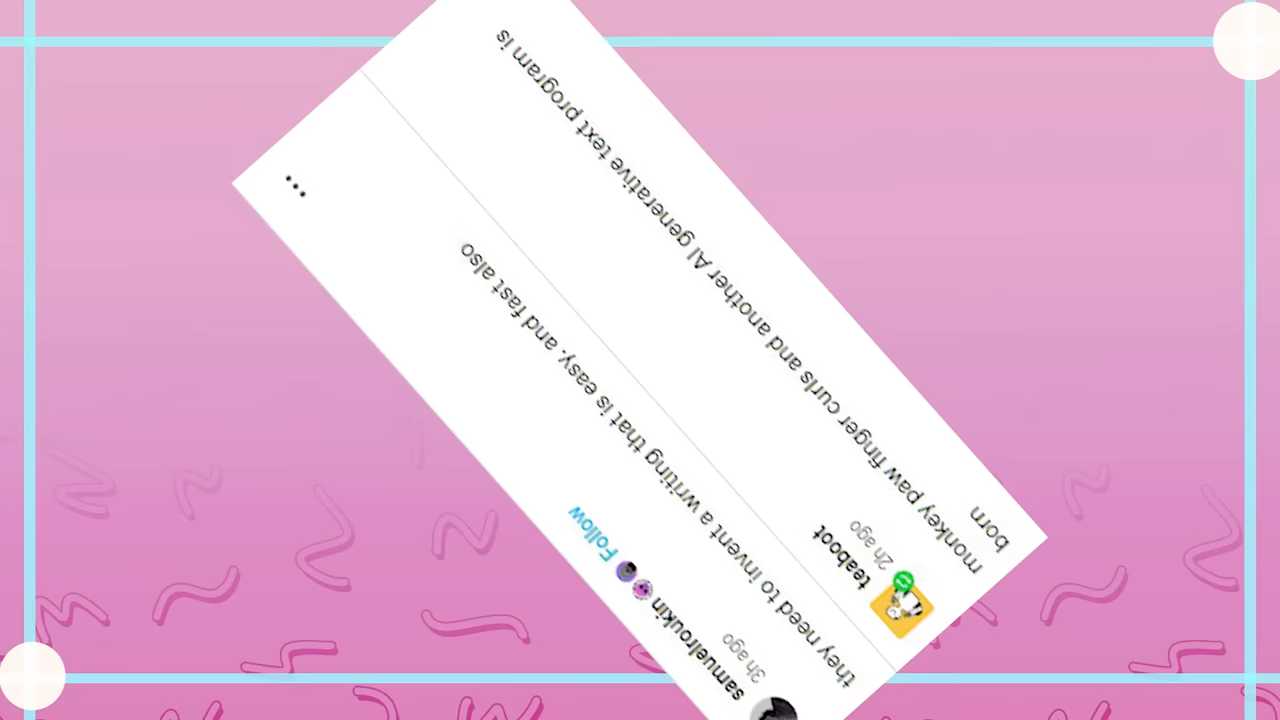 samuelroukin Follow
3h ago
they need to invent a writing that is easy. and fast also
teaboot
2h ago
monkey paw finger curls and another AI generative text program is
born